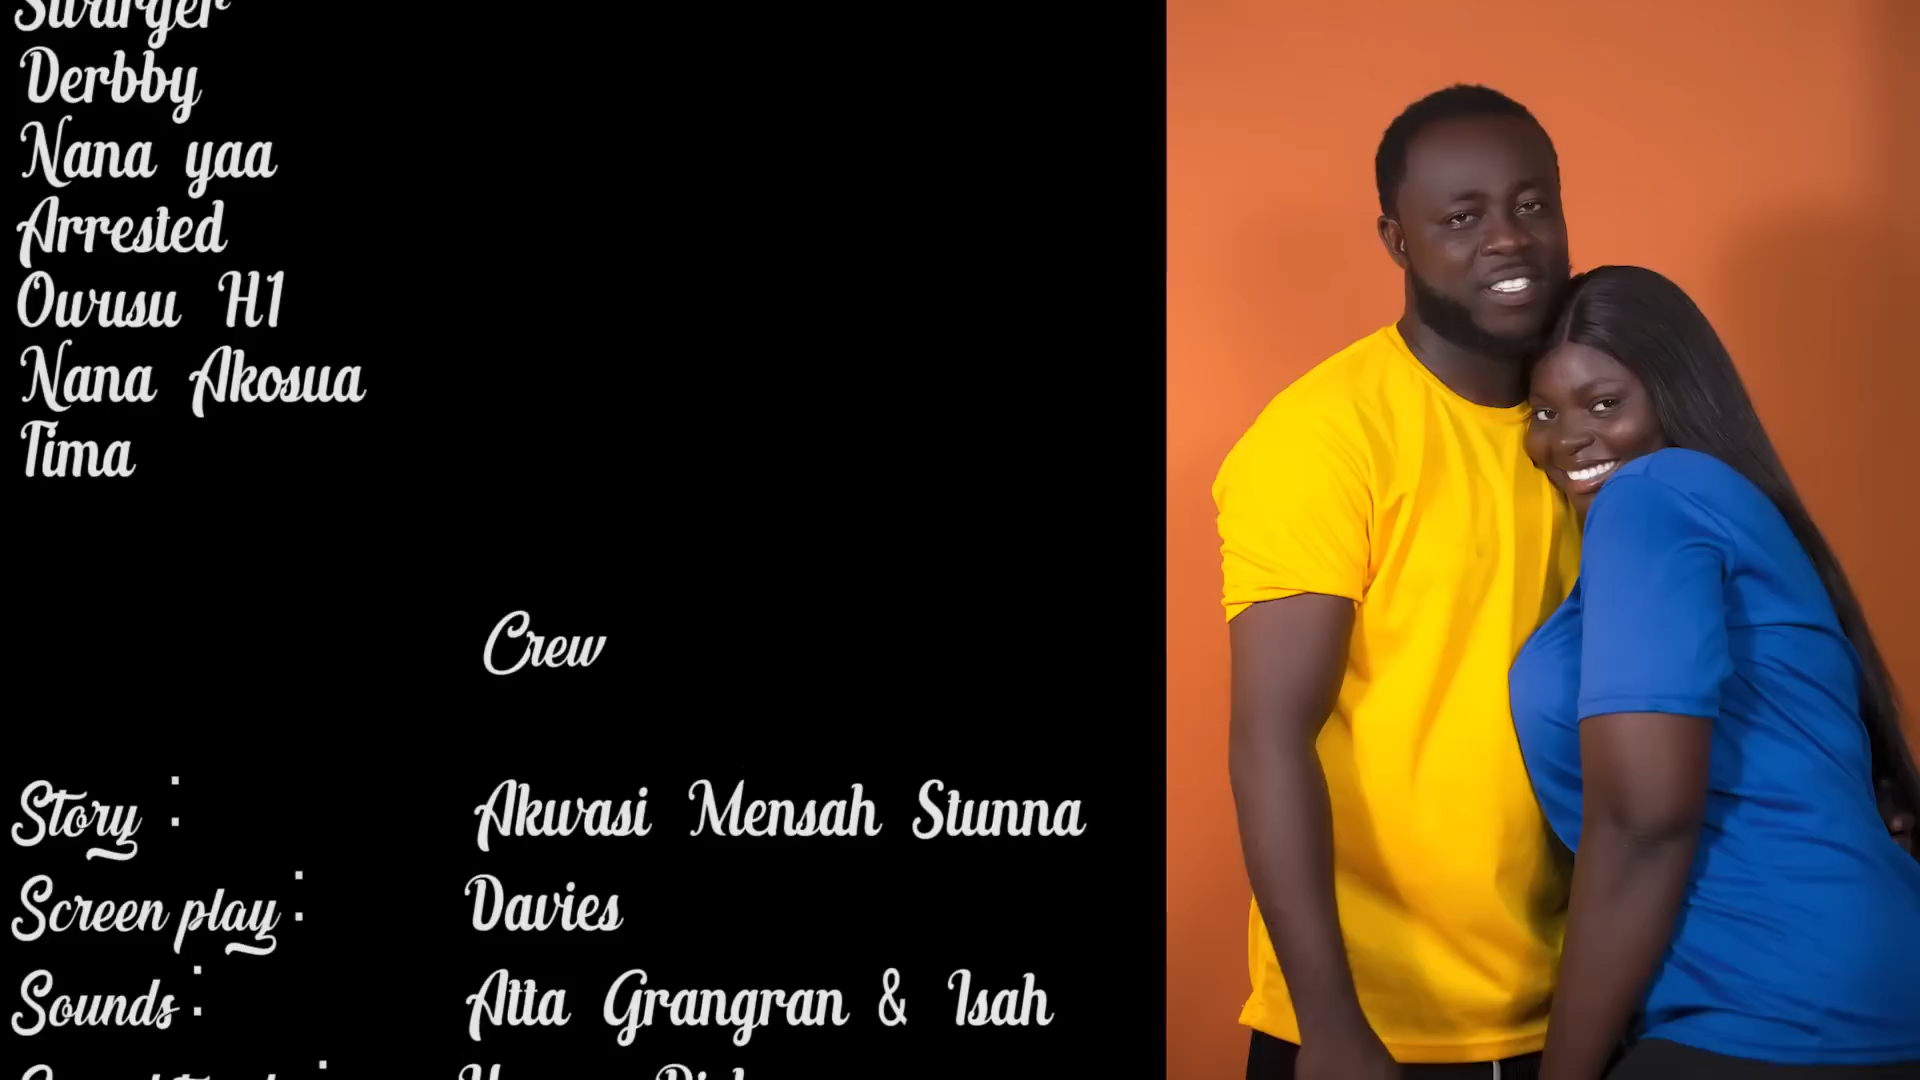 Derbby
Nana yaa
Arrested
Owusu H1
Nana Akosua
Tima
Crew
Story : Akwasi Mensah Stunna
Screen play : Davies
Sounds : Atta Grangran & Isah